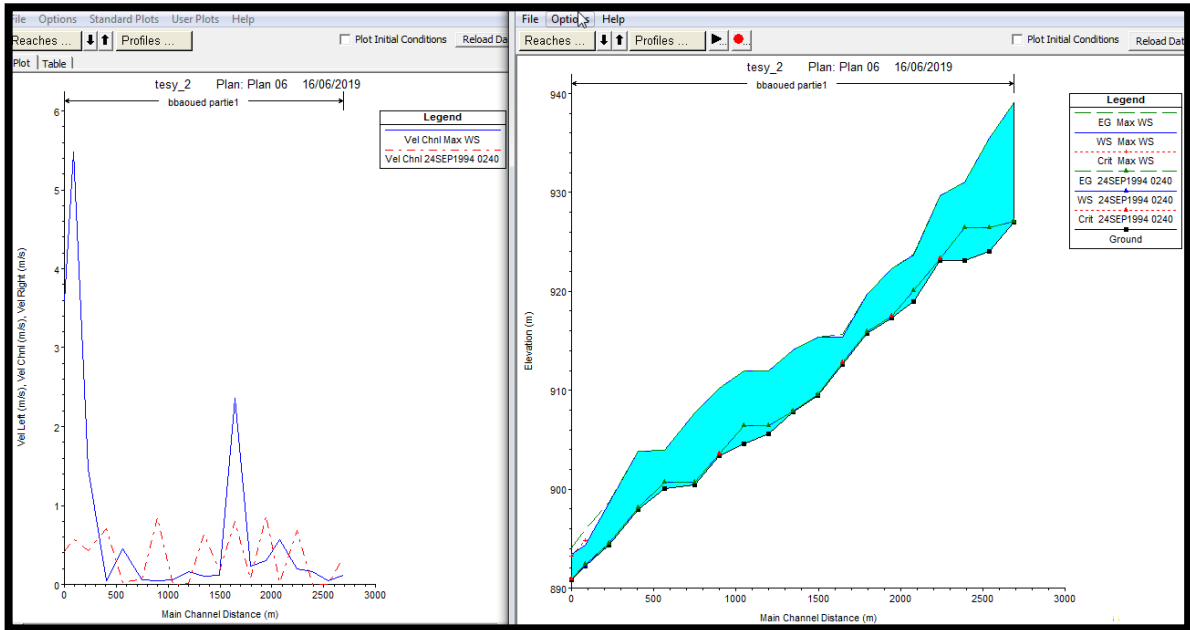 File Options Standard Plots User Plots Help
Reaches ... Profiles ... Plot Initial Conditions Reload Da
Plot Table
tesy_2 Plan: Plan 06 16/06/2019
bbaoued partie1
Legend
Vel Chnl Max WS
Vel Chnl 24SEP1994 0240
Vel Left (m/s), Vel Chnl (m/s), Vel Right (m/s)
6
5
4
3
2
1
0
0 500 1000 1500 2000 2500 3000
Main Channel Distance (m)
File Options Help
Reaches ... Profiles ... Plot Initial Conditions Reload Dat
tesy_2 Plan: Plan 06 16/06/2019
bbaoued partie1
Legend
EG Max WS
WS Max WS
Crit Max WS
EG 24SEP1994 0240
WS 24SEP1994 0240
Crit 24SEP1994 0240
Ground
Elevation (m)
940
930
920
910
900
890
0 500 1000 1500 2000 2500 3000
Main Channel Distance (m)